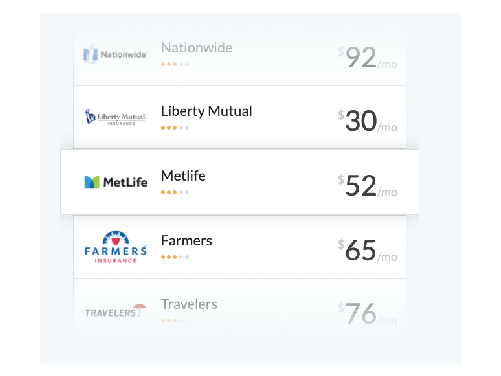 Nationwide
Nationwide
$92/mo
Liberty Mutual
INSURANCE
Liberty Mutual
$30/mo
MetLife
Metlife
$52/mo
FARMERS
INSURANCE
Farmers
$65/mo
TRAVELERS
Travelers
$76/mo